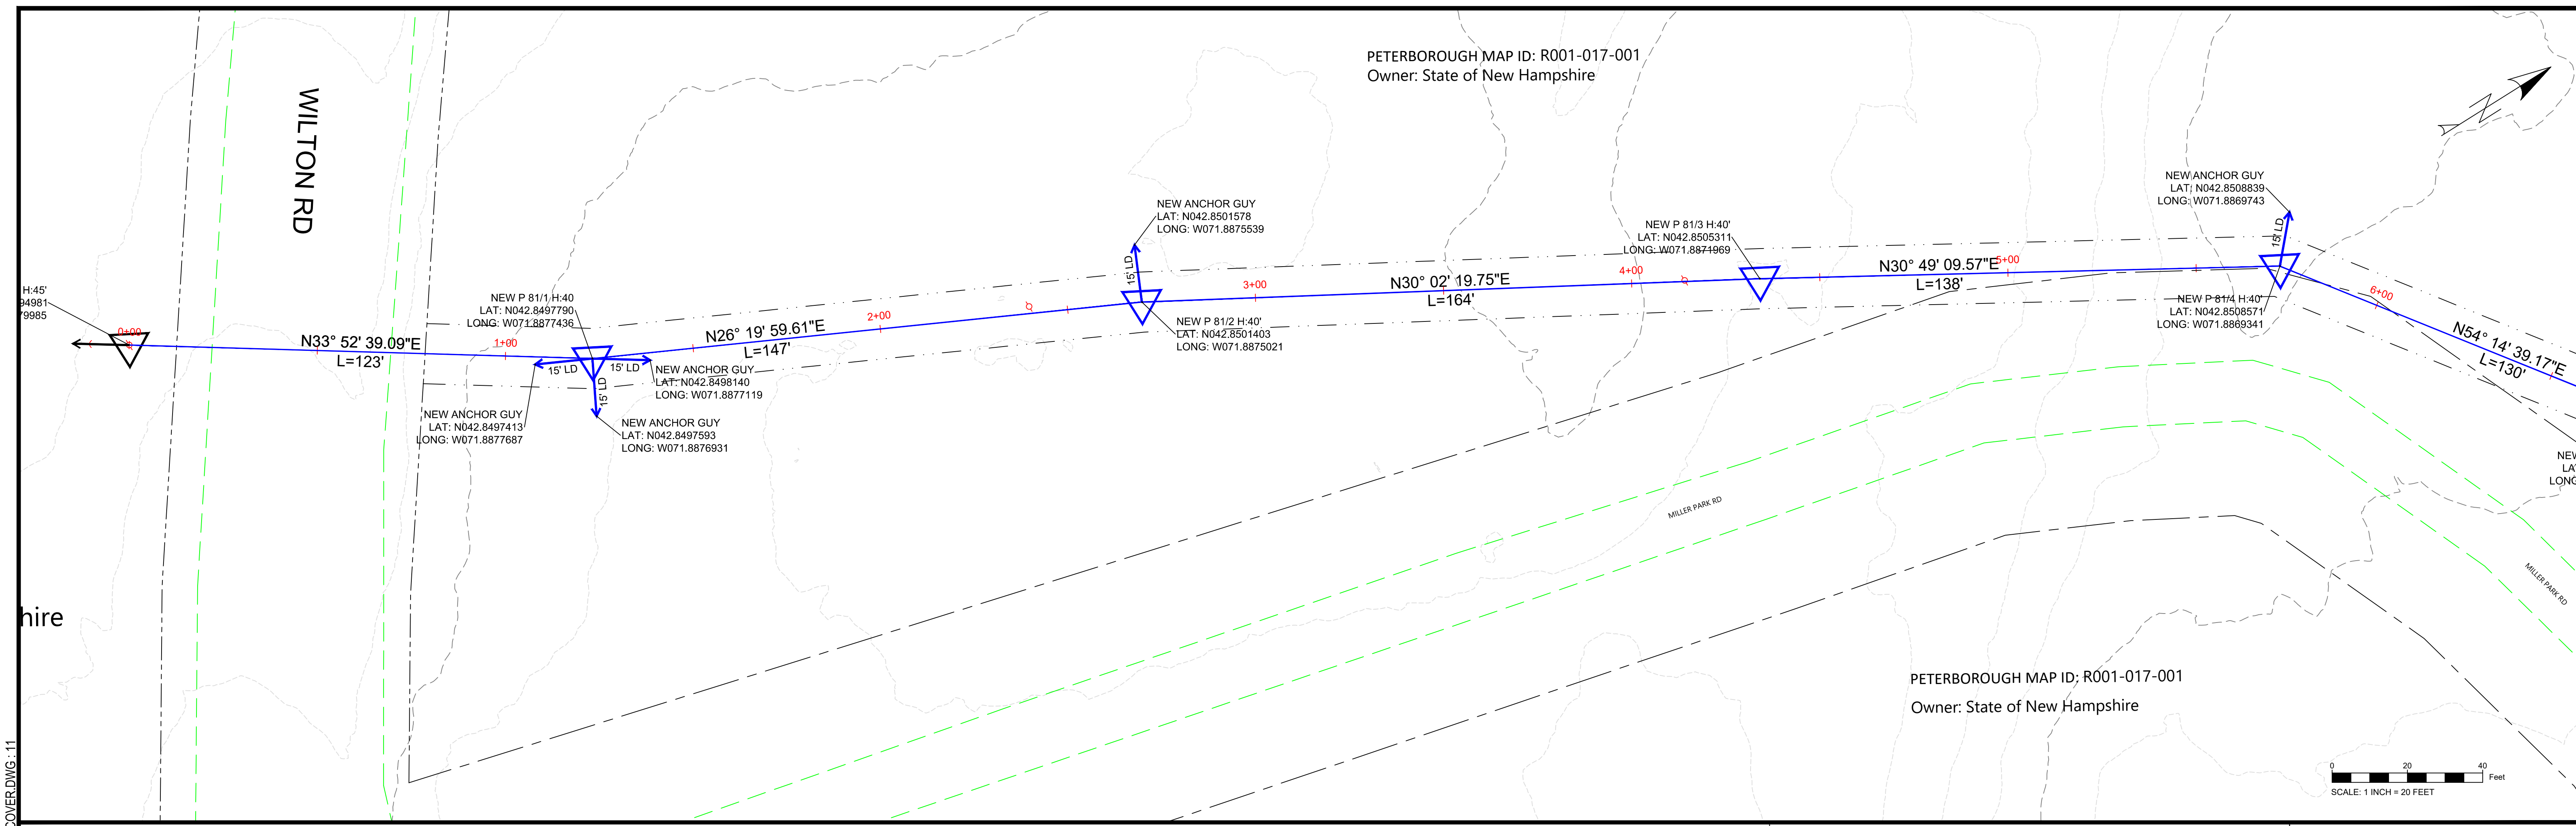 PETERBOROUGH MAP ID: R001-017-001
Owner: State of New Hampshire
WILTON RD
N
H:45'
94981
79985
0+00
N33° 52' 39.09"E
L=123'
NEW P 81/1 H:40
LAT: N042.8497790
LONG: W071.8877436
1+00
15' LD
15' LD
15' LD
NEW ANCHOR GUY
LAT: N042.8497413
LONG: W071.8877687
NEW ANCHOR GUY
LAT: N042.8498140
LONG: W071.8877119
NEW ANCHOR GUY
LAT: N042.8497593
LONG: W071.8876931
N26° 19' 59.61"E
L=147'
2+00
NEW ANCHOR GUY
LAT: N042.8501578
LONG: W071.8875539
15' LD
NEW P 81/2 H:40'
LAT: N042.8501403
LONG: W071.8875021
3+00
N30° 02' 19.75"E
L=164'
NEW P 81/3 H:40'
LAT: N042.8505311
LONG: W071.8871969
4+00
N30° 49' 09.57"E
L=138'
5+00
NEW ANCHOR GUY
LAT: N042.8508839
LONG: W071.8869743
15' LD
NEW P 81/4 H:40'
LAT: N042.8508571
LONG: W071.8869341
6+00
N54° 14' 39.17"E
L=130'
NEW
LA
LONG
MILLER PARK RD
MILLER PARK RD
hire
PETERBOROUGH MAP ID: R001-017-001
Owner: State of New Hampshire
0 20 40
Feet
SCALE: 1 INCH = 20 FEET
COVER.DWG : 11